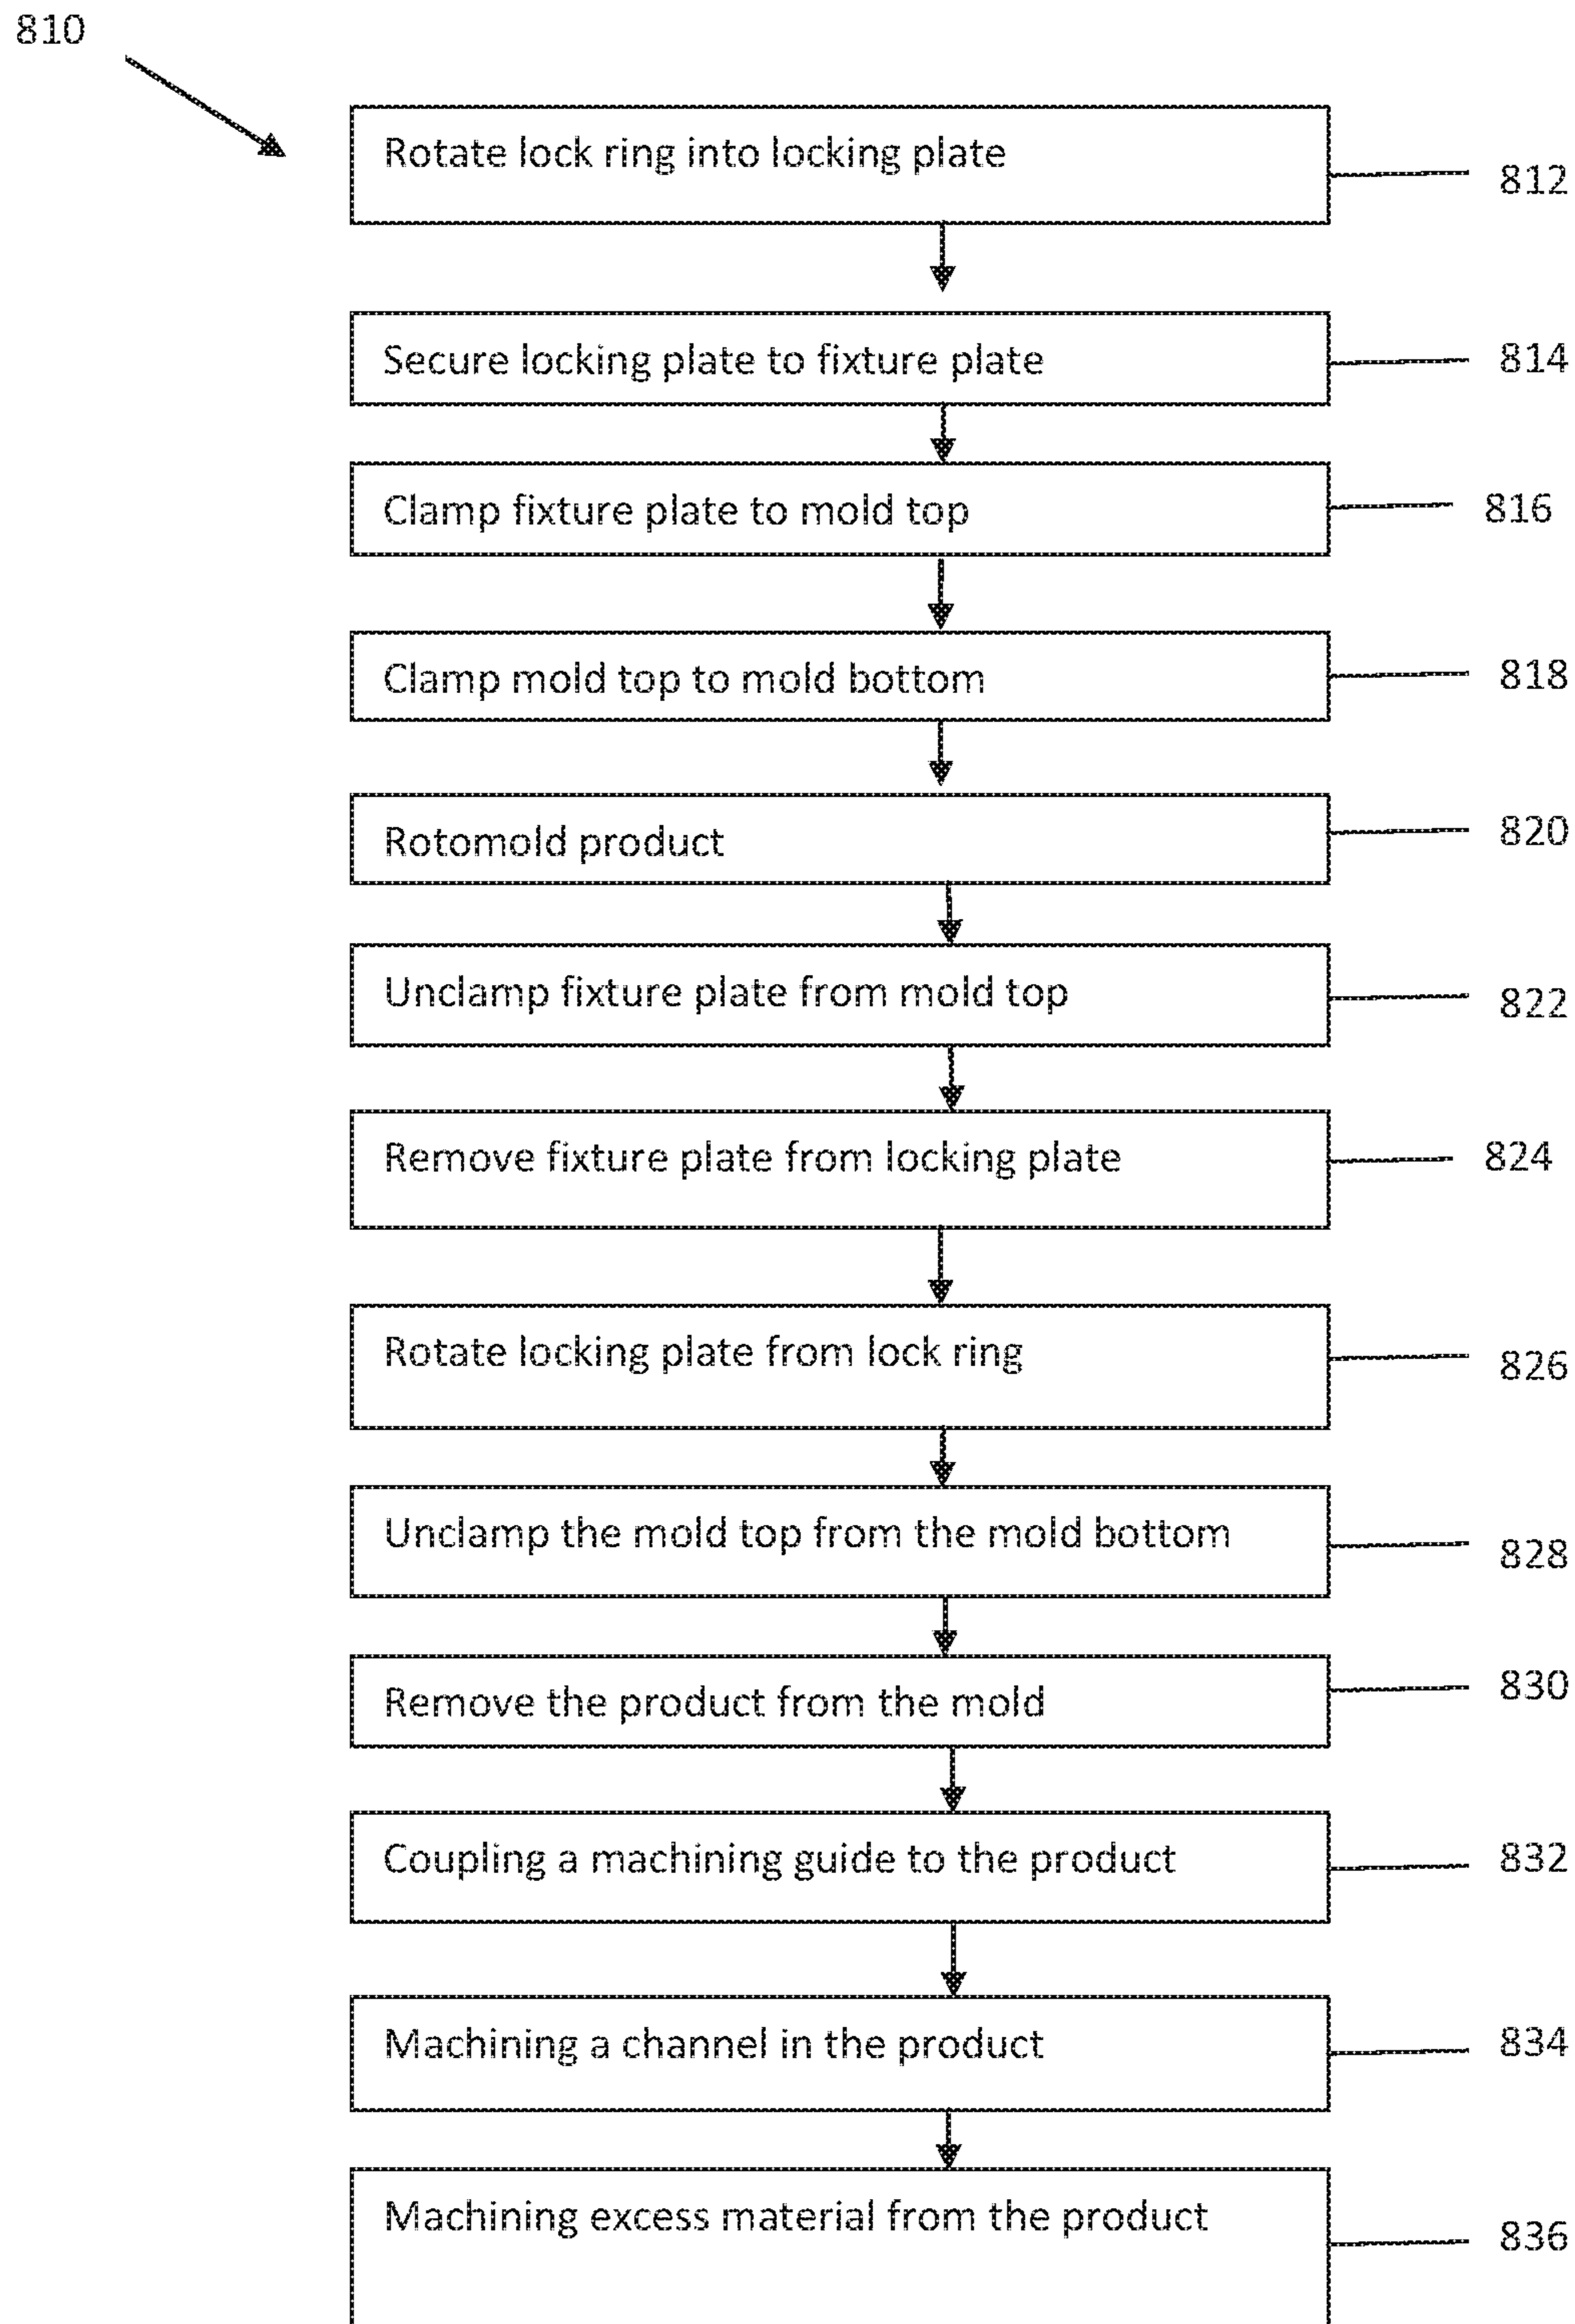 810
Rotate lock ring into locking plate
812
Secure locking plate to fixture plate
814
Clamp fixture plate to mold top
816
Clamp mold top to mold bottom
818
Rotomold product
820
Unclamp fixture plate from mold top
822
Remove fixture plate from locking plate
824
Rotate locking plate from lock ring
826
Unclamp the mold top from the mold bottom
828
Remove the product from the mold
830
Coupling a machining guide to the product
832
Machining a channel in the product
834
Machining excess material from the product
836